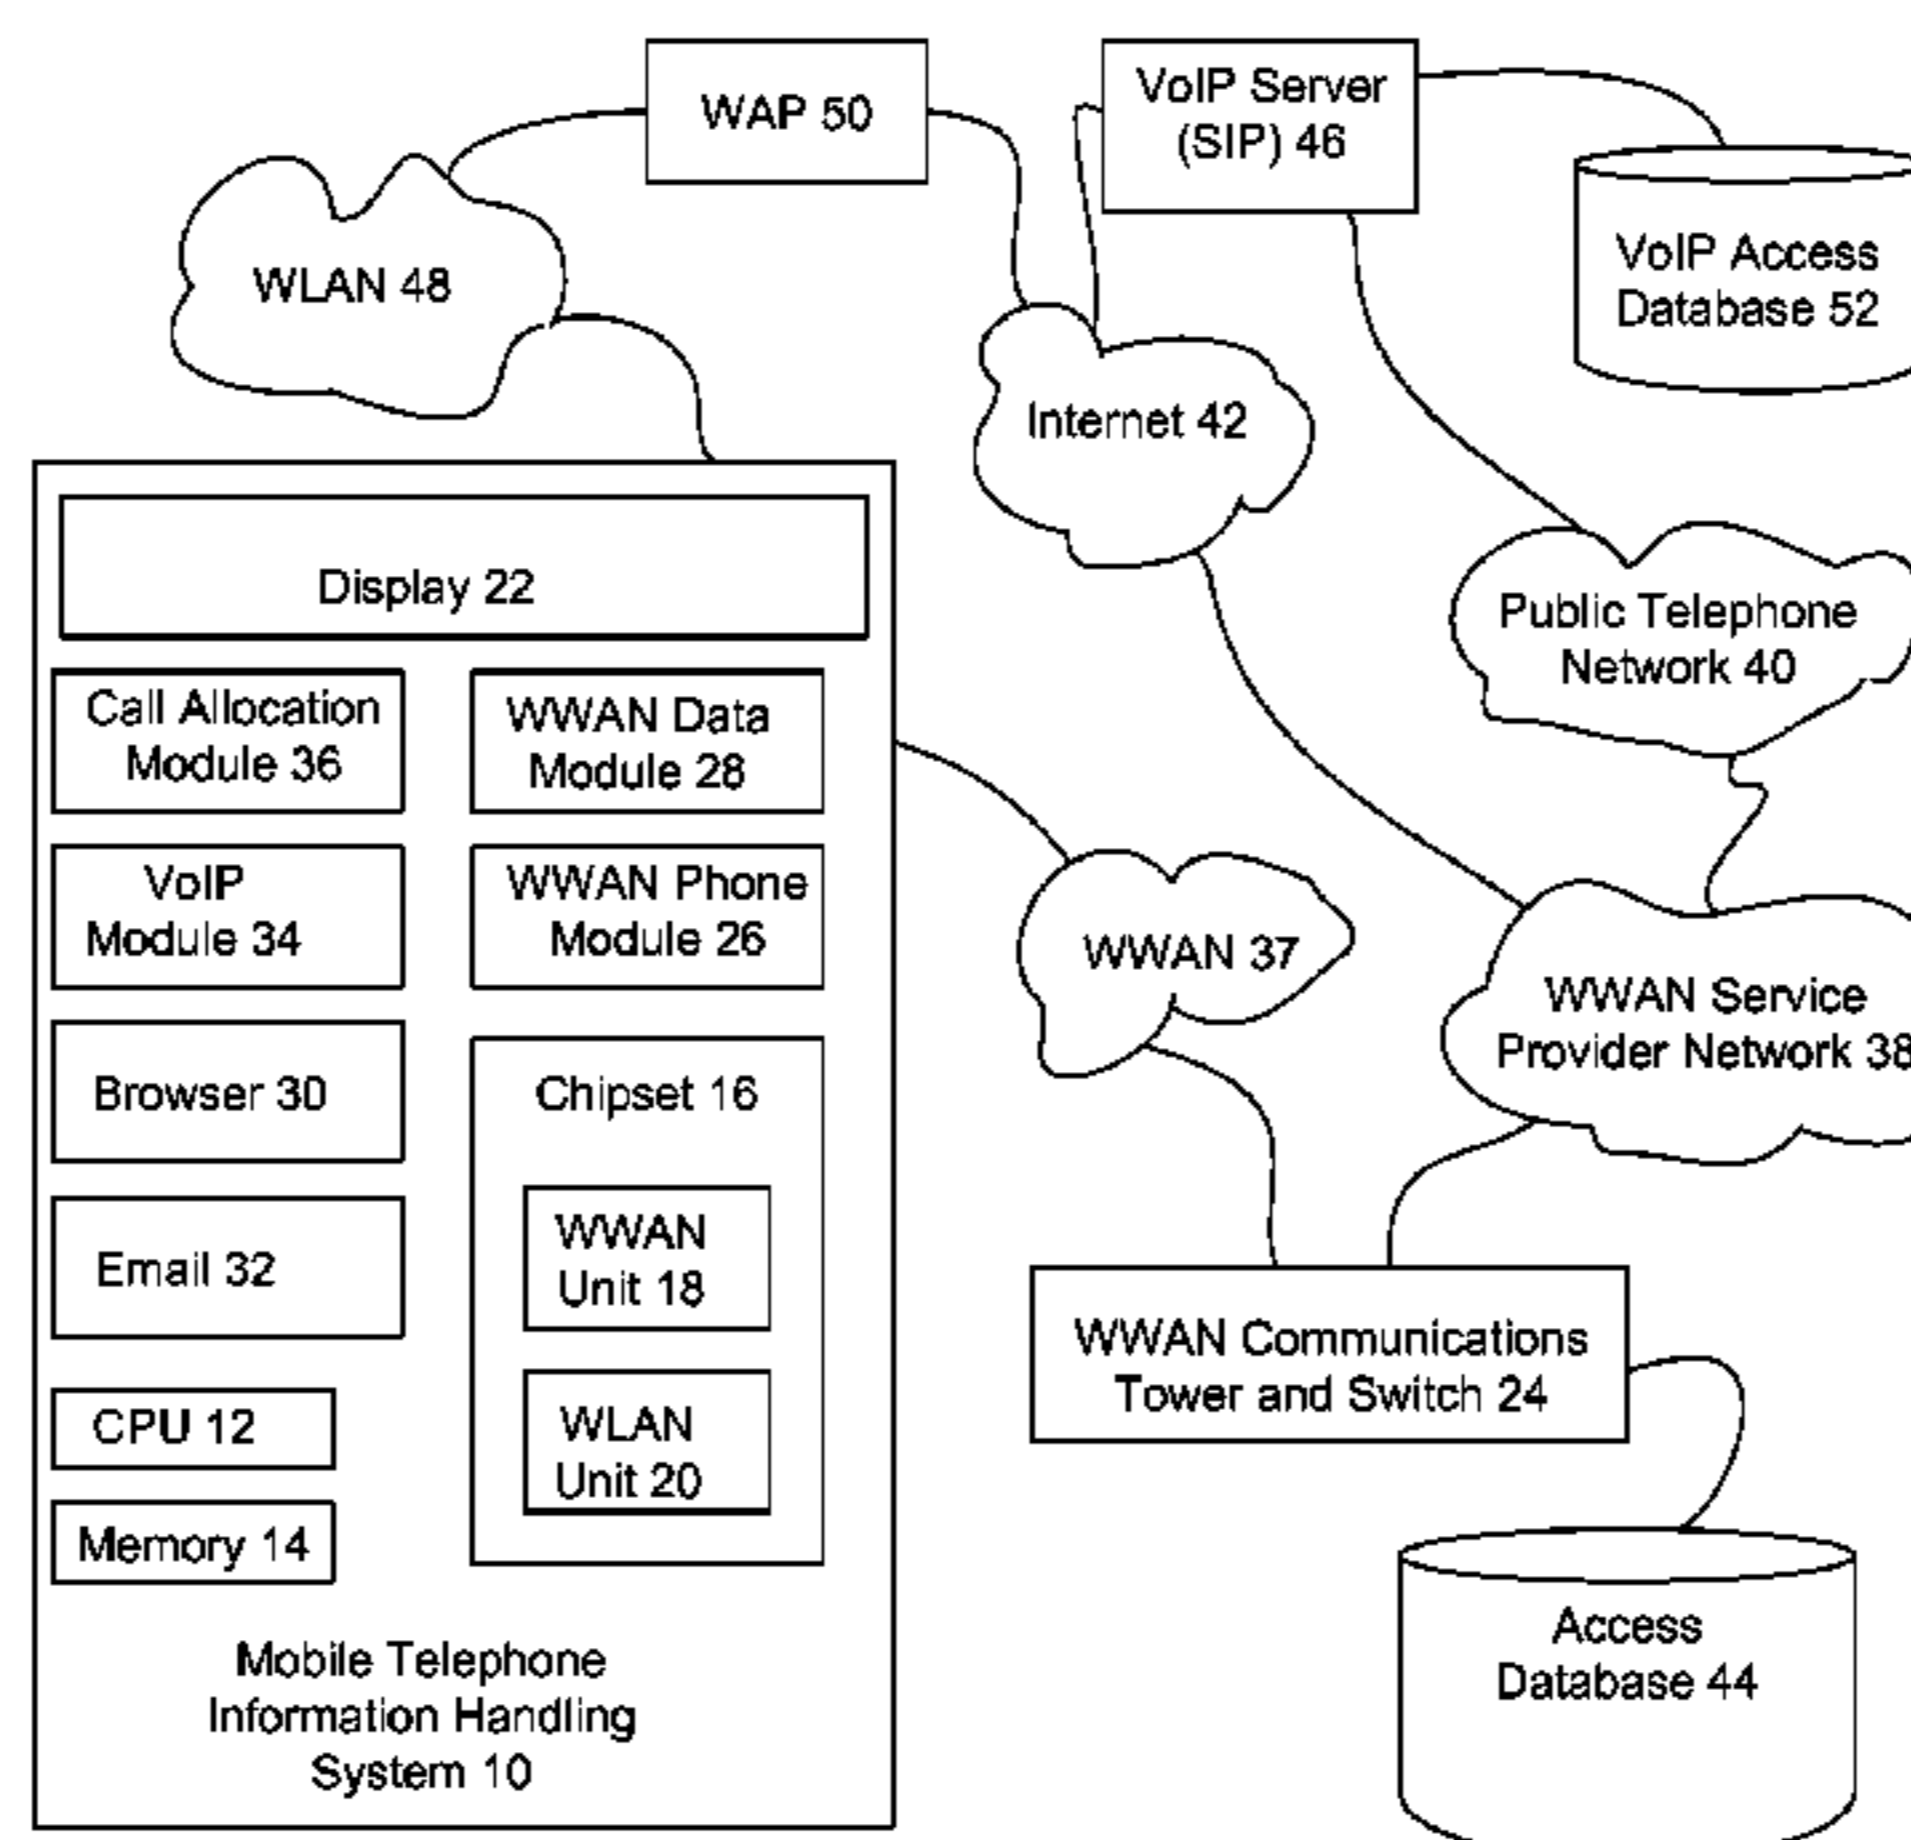 WAP 50
VoIP Server
(SIP) 46
VoIP Access
Database 52
WLAN 48
Internet 42
Public Telephone
Network 40
Display 22
Call Allocation
Module 36
WWAN Data
Module 28
VoIP
Module 34
WWAN Phone
Module 26
Browser 30
Email 32
CPU 12
Memory 14
Chipset 16
WWAN
Unit 18
WLAN
Unit 20
Mobile Telephone
Information Handling
System 10
WWAN 37
WWAN Service
Provider Network 38
WWAN Communications
Tower and Switch 24
Access
Database 44